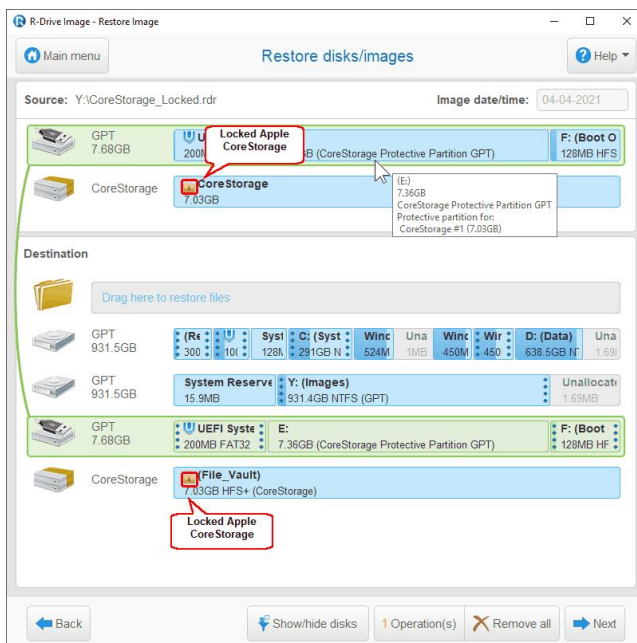 R-Drive Image - Restore Image
Main menu
Restore disks/images
Help
Source: Y:\CoreStorage_Locked.rdr
Image date/time: 04-04-2021
GPT
7.68GB
Locked Apple
CoreStorage
(CoreStorage Protective Partition GPT)
F: (Boot O
128MB HFS
CoreStorage
CoreStorage
7.03GB
(E:)
7.36GB
CoreStorage Protective Partition GPT
Protective partition for:
CoreStorage #1 (7.03GB)
Destination
Drag here to restore files
GPT
931.5GB
(Re
300
10(
Syst
128M
C: (Syst
291GB N
Winc
524M
Una
1MB
Winc
450M
Wir
450
D: (Data)
638.5GB NT
Una
1.69I
GPT
931.5GB
System Reserve
15.9MB
Y: (Images)
931.4GB NTFS (GPT)
Unallocate
1.69MB
GPT
7.68GB
UEFI Syste
200MB FAT32
E:
7.36GB (CoreStorage Protective Partition GPT)
F: (Boot
128MB HF
CoreStorage
(File_Vault)
7.03GB HFS+ (CoreStorage)
Locked Apple
CoreStorage
Back
Show/hide disks
1 Operation(s)
Remove all
Next